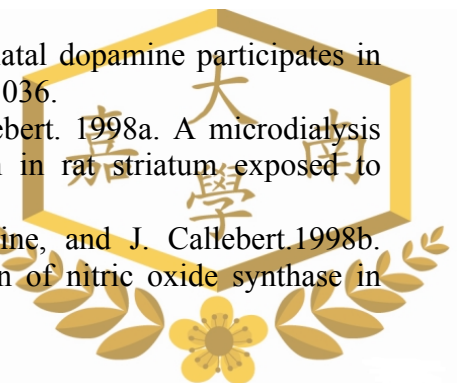 iatal dopamine participates in
036.
大
ebert. 1998a. A microdialysis
嘉 南
n in rat striatum exposed to
學
ine, and J. Callebert.1998b.
n of nitric oxide synthase in